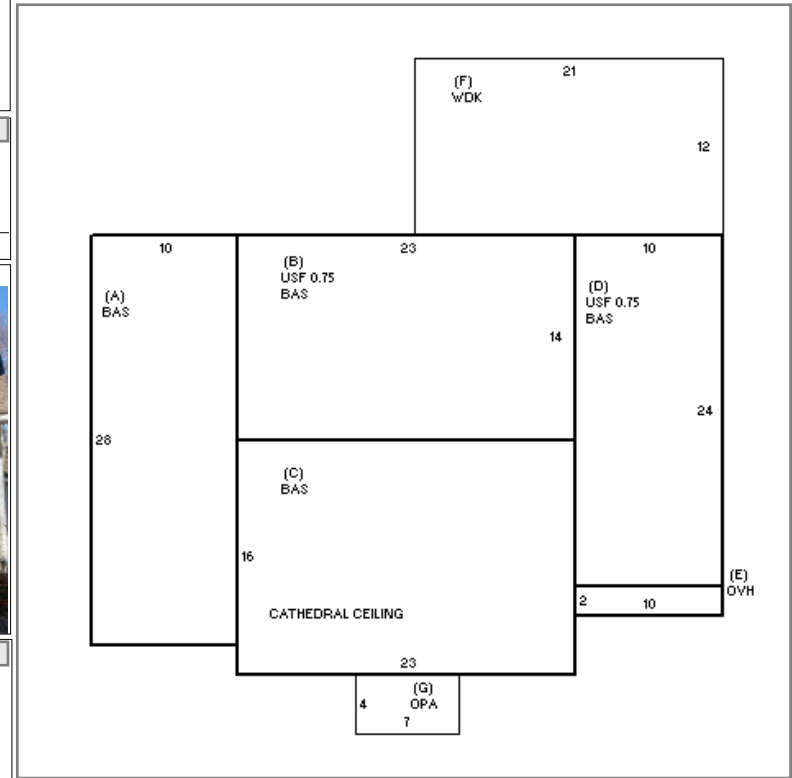 21
(F)
WDK
12
10
23
10
(B)
USF 0.75
BAS
(D)
USF 0.75
BAS
(A)
BAS
14
24
28
(C)
BAS
16
(E)
OVH
2
10
CATHEDRAL CEILING
23
(G)
OPA
4
7